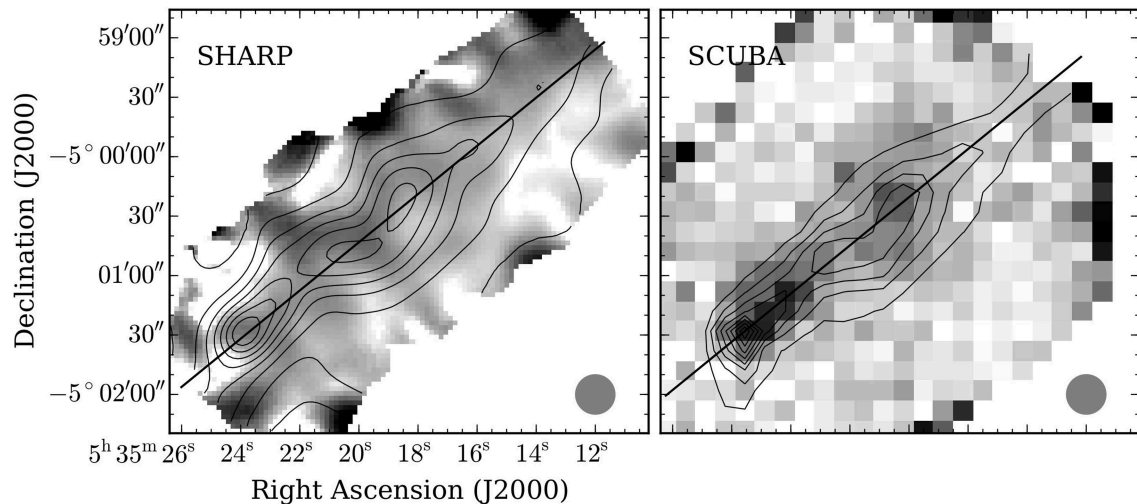 SHARP
SCUBA
59′00″
30″
−5° 00′00″
30″
01′00″
30″
−5° 02′00″
5ʰ 35ᵐ 26ˢ 24ˢ 22ˢ 20ˢ 18ˢ 16ˢ 14ˢ 12ˢ
Declination (J2000)
Right Ascension (J2000)